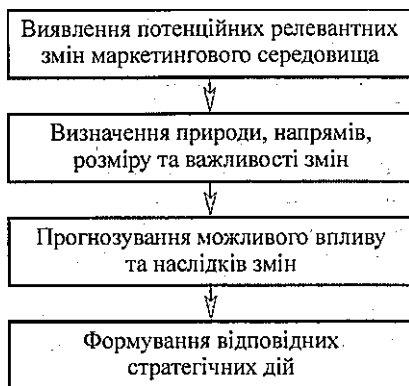 Виявлення потенційних релевантних
змін маркетингового середовища
Визначення природи, напрямів,
розміру та важливості змін
Прогнозування можливого впливу
та наслідків змін
Формування відповідних
стратегічних дій